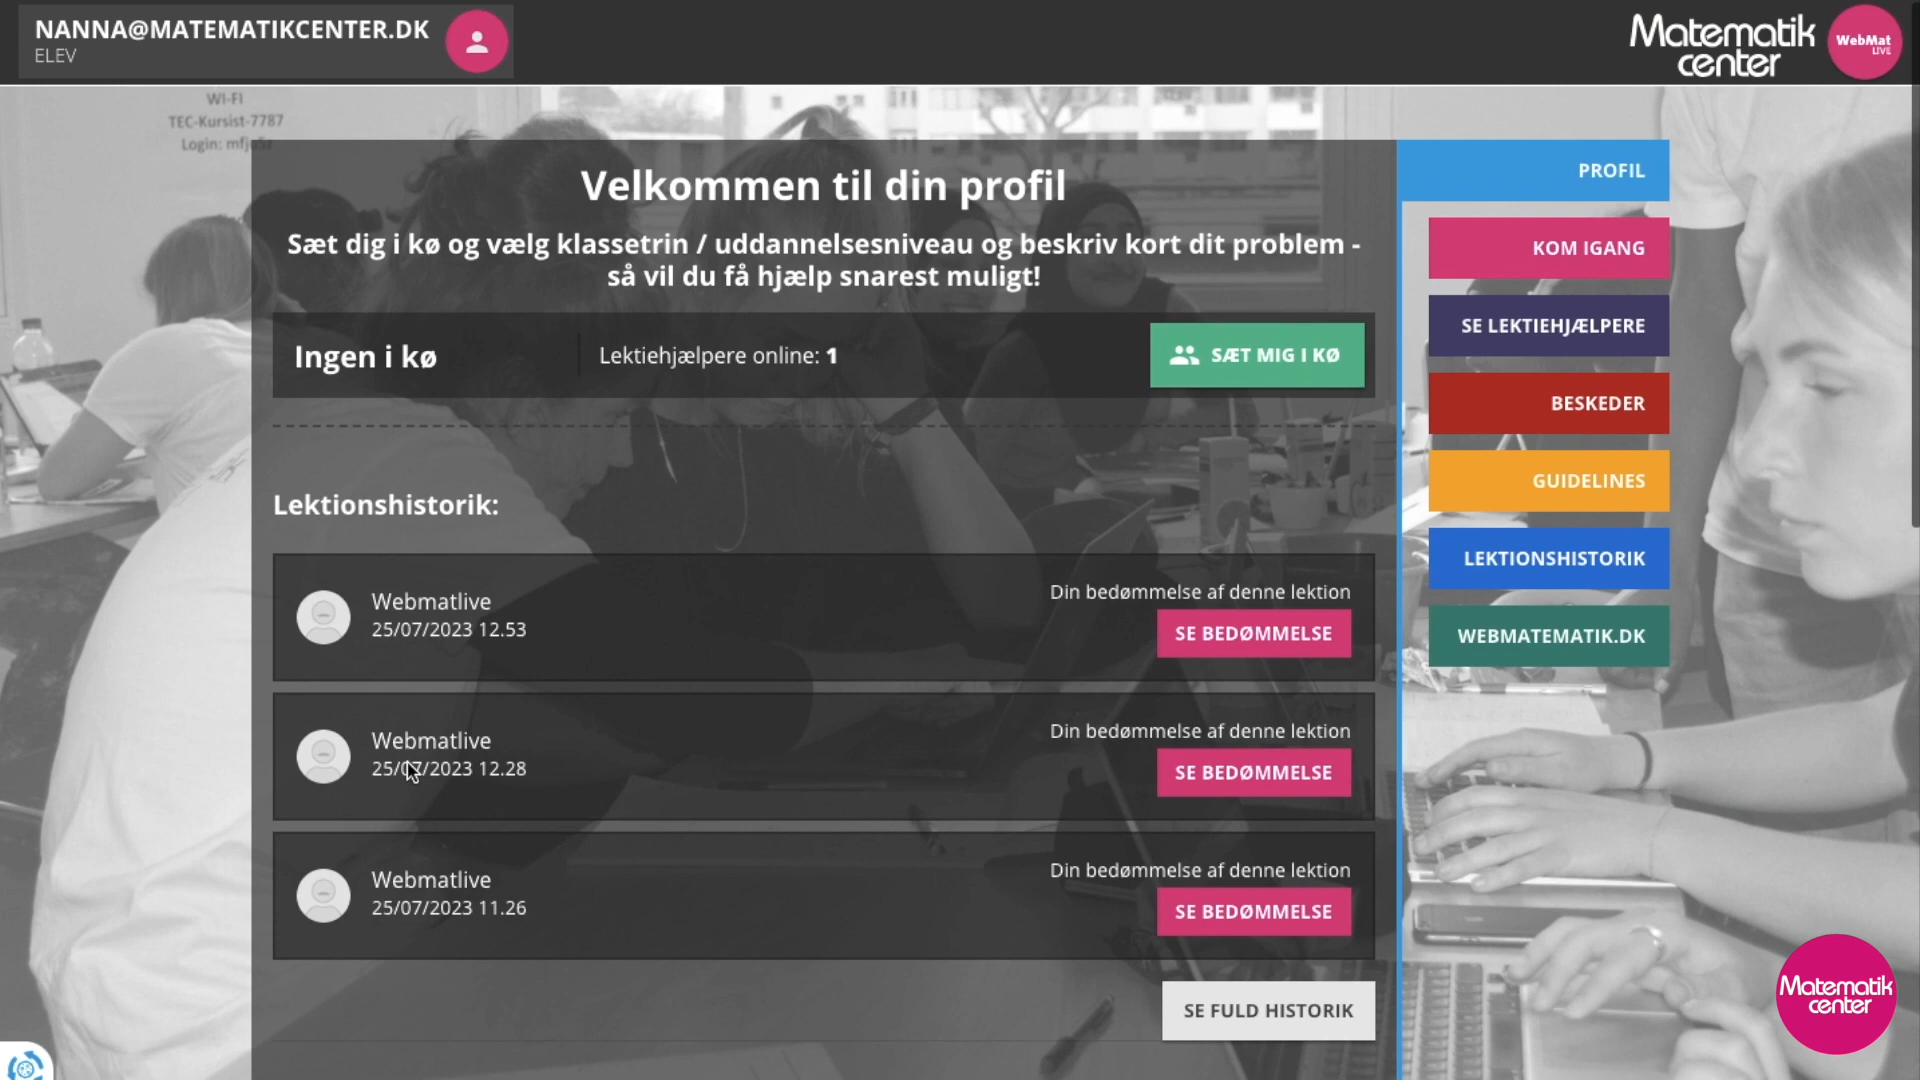 NANNA@MATEMATIKCENTER.DK
ELEV
Matematik
center
WebMat
LIVE
WI-FI
TEC-Kursist-7787
Login:
Velkommen til din profil
Sæt dig i kø og vælg klassetrin / uddannelsesniveau og beskriv kort dit problem -
så vil du få hjælp snarest muligt!
Ingen i kø
Lektiehjælpere online: 1
SÆT MIG I KØ
Lektionshistorik:
Webmatlive
25/07/2023 12.53
Din bedømmelse af denne lektion
SE BEDØMMELSE
Webmatlive
25/07/2023 12.28
Din bedømmelse af denne lektion
SE BEDØMMELSE
Webmatlive
25/07/2023 11.26
Din bedømmelse af denne lektion
SE BEDØMMELSE
SE FULD HISTORIK
PROFIL
KOM IGANG
SE LEKTIEHJÆLPERE
BESKEDER
GUIDELINES
LEKTIONSHISTORIK
WEBMATEMATIK.DK
Matematik
center